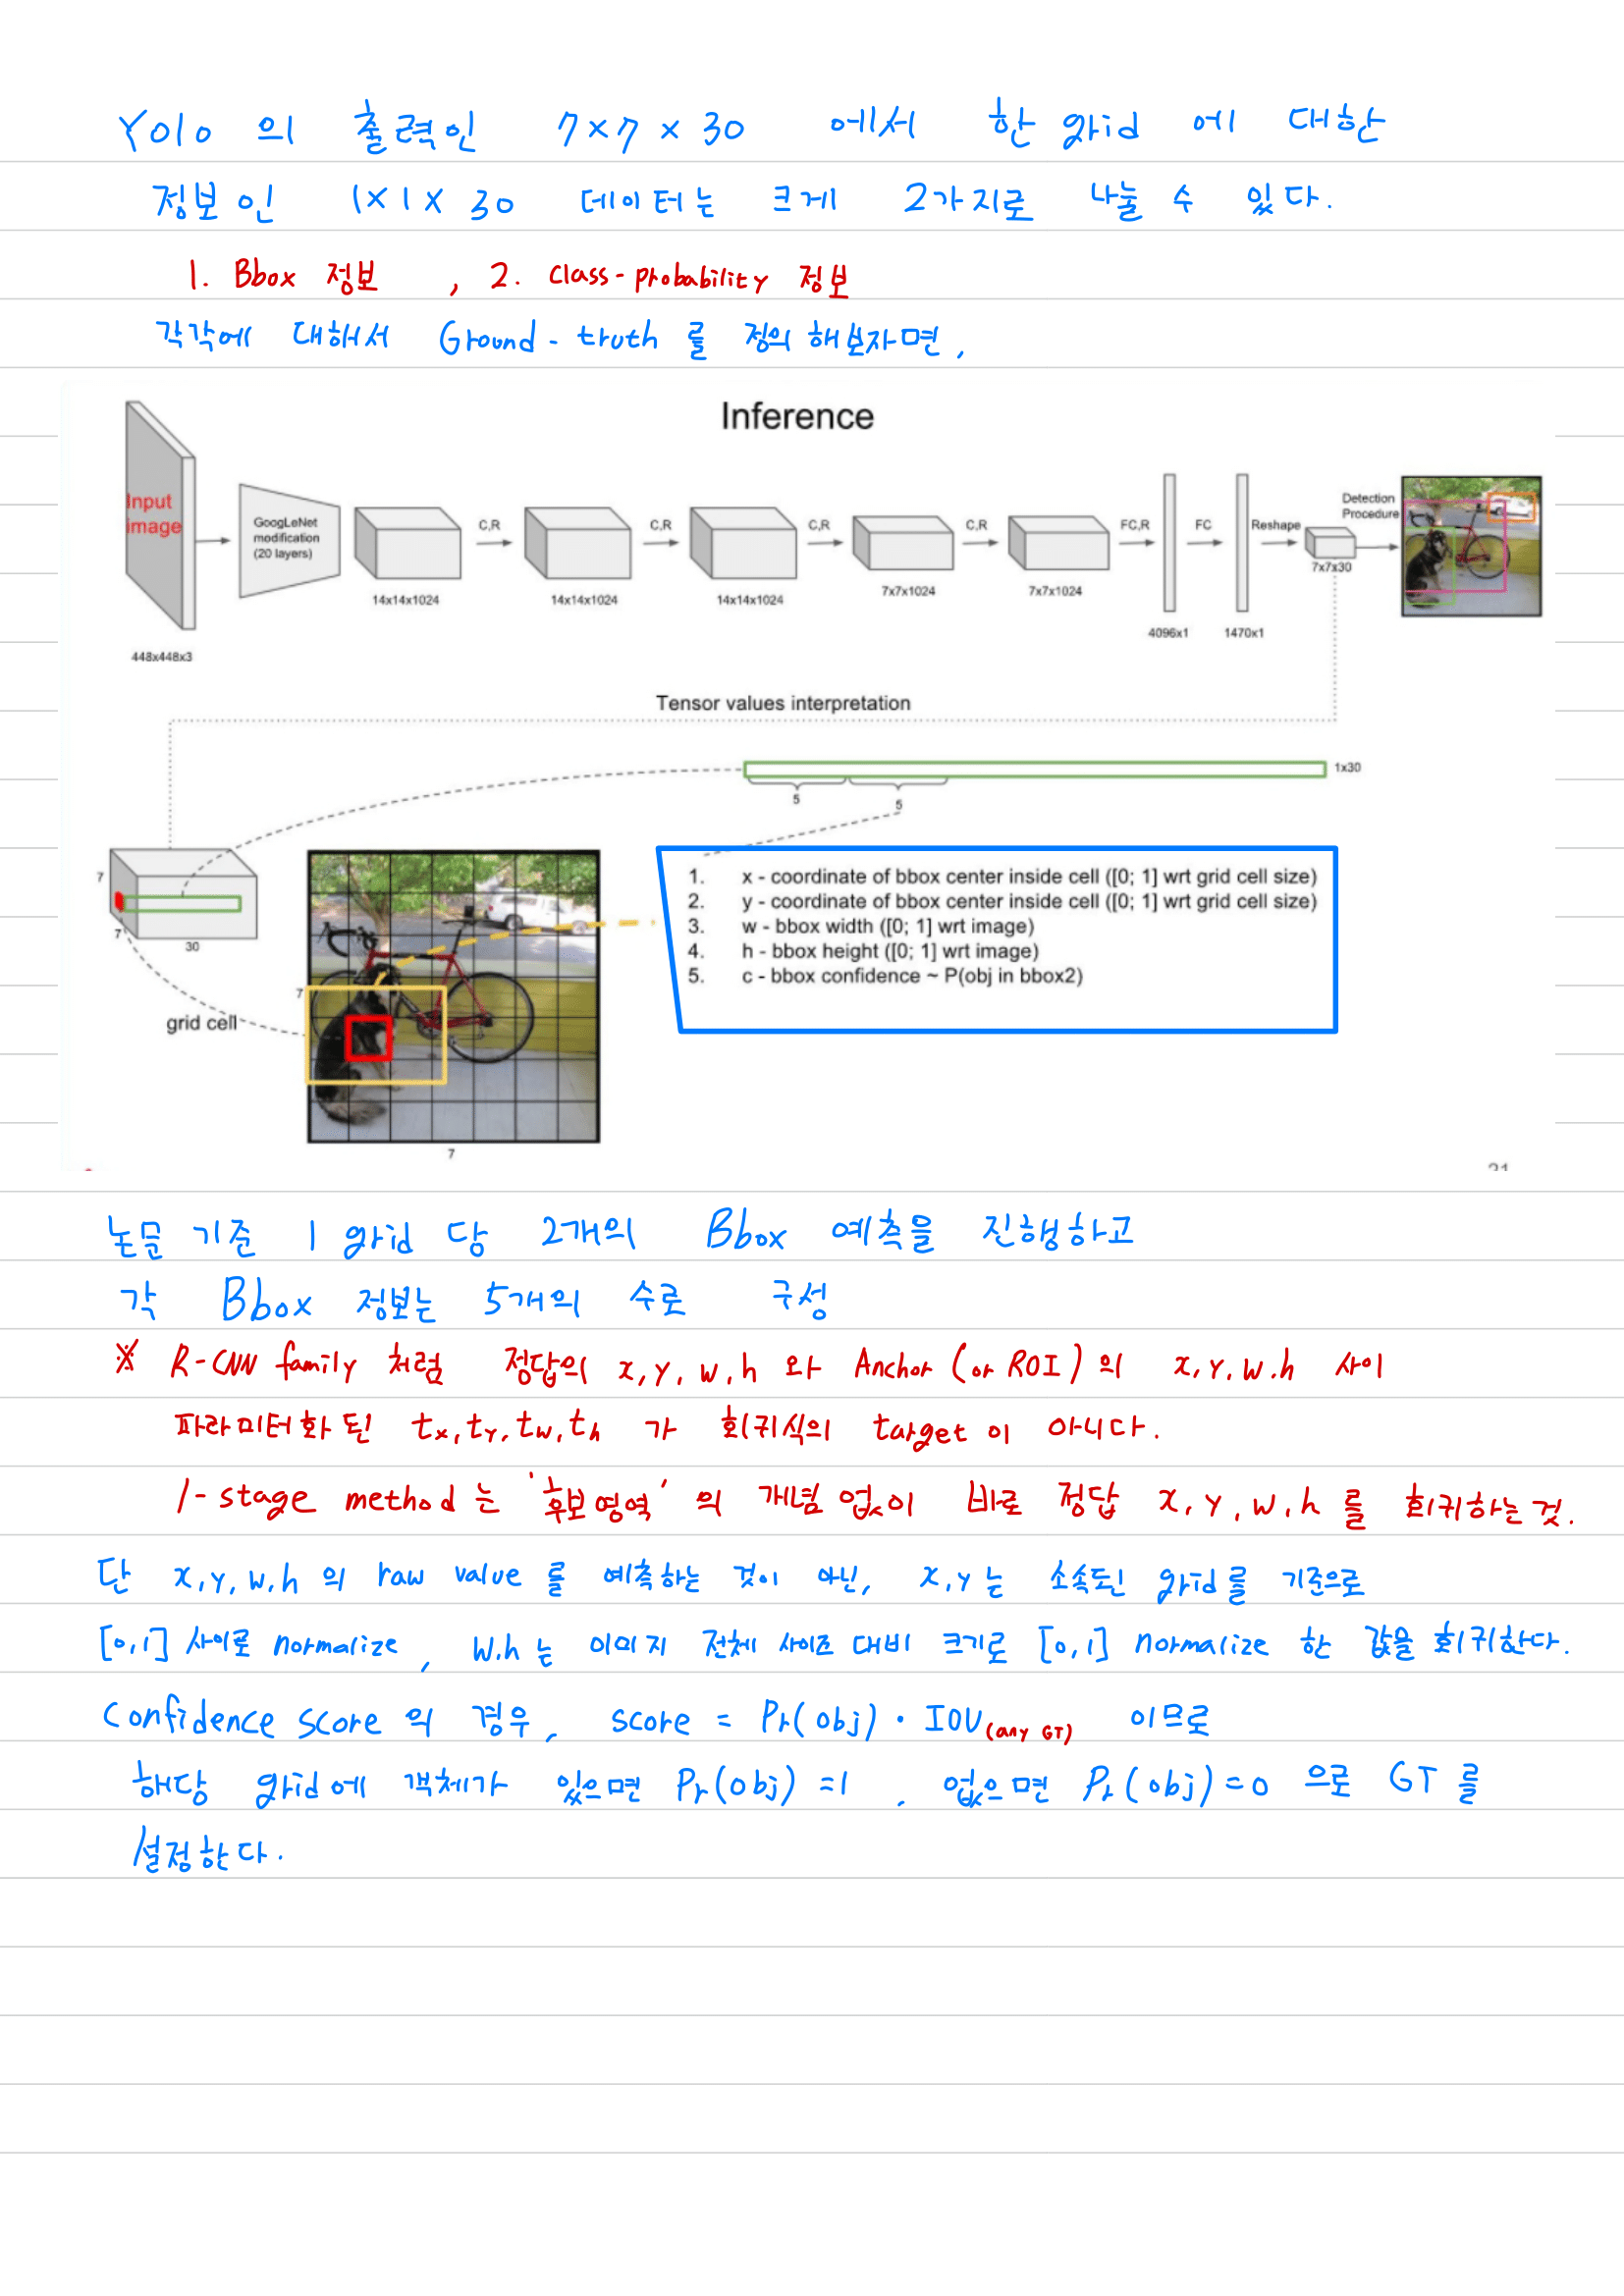 Yolo 의 출력인 7×7×30 에서 한 grid 에 대한
정보인 1×1×30 데이터는 크게 2가지로 나눌 수 있다.
1. Bbox 정보 , 2. class-probability 정보
각각에 대해서 Ground-truth 를 정의 해보자면,
Inference
Input image
GoogLeNet modification (20 layers)
C,R
C,R
C,R
C,R
FC,R
FC
Reshape
Detection Procedure
448x448x3
14x14x1024
14x14x1024
14x14x1024
7x7x1024
7x7x1024
4096x1
1470x1
7x7x30
Tensor values interpretation
1x30
5
5
7
7
30
grid cell
7
7
1. x - coordinate of bbox center inside cell ([0; 1] wrt grid cell size)
2. y - coordinate of bbox center inside cell ([0; 1] wrt grid cell size)
3. w - bbox width ([0; 1] wrt image)
4. h - bbox height ([0; 1] wrt image)
5. c - bbox confidence ~ P(obj in bbox2)
논문 기준 1 grid 당 2개의 Bbox 예측을 진행하고
각 Bbox 정보는 5개의 수로 구성
※ R-CNN family 처럼 정답의 x, y, w, h 와 Anchor (or ROI) 의 x, y, w, h 사이
파라미터화 된 tx, ty, tw, th 가 회귀식의 target 이 아니다.
1-stage method 는 '후보영역' 의 개념 없이 바로 정답 x, y, w, h 를 회귀하는 것.
단 x, y, w, h 의 raw value 를 예측하는 것이 아닌, x, y 는 소속된 grid를 기준으로
[0,1] 사이로 normalize, w.h 는 이미지 전체 사이즈 대비 크기로 [0,1] normalize 한 값을 회귀한다.
Confidence score 의 경우, score = Pr(obj) · IOU(any GT) 이므로
해당 grid에 객체가 있으면 Pr(obj) =1 , 없으면 Pr(obj)=0 으로 GT 를
설정한다.